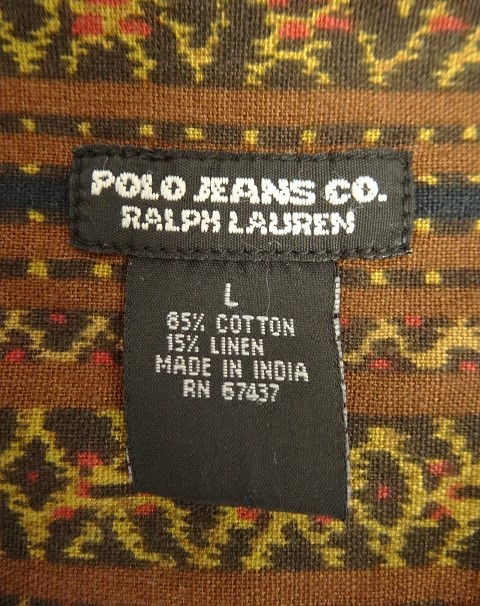 POLO JEANS CO.
RALPH LAUREN
L
85% COTTON
15% LINEN
MADE IN INDIA
RN 67437